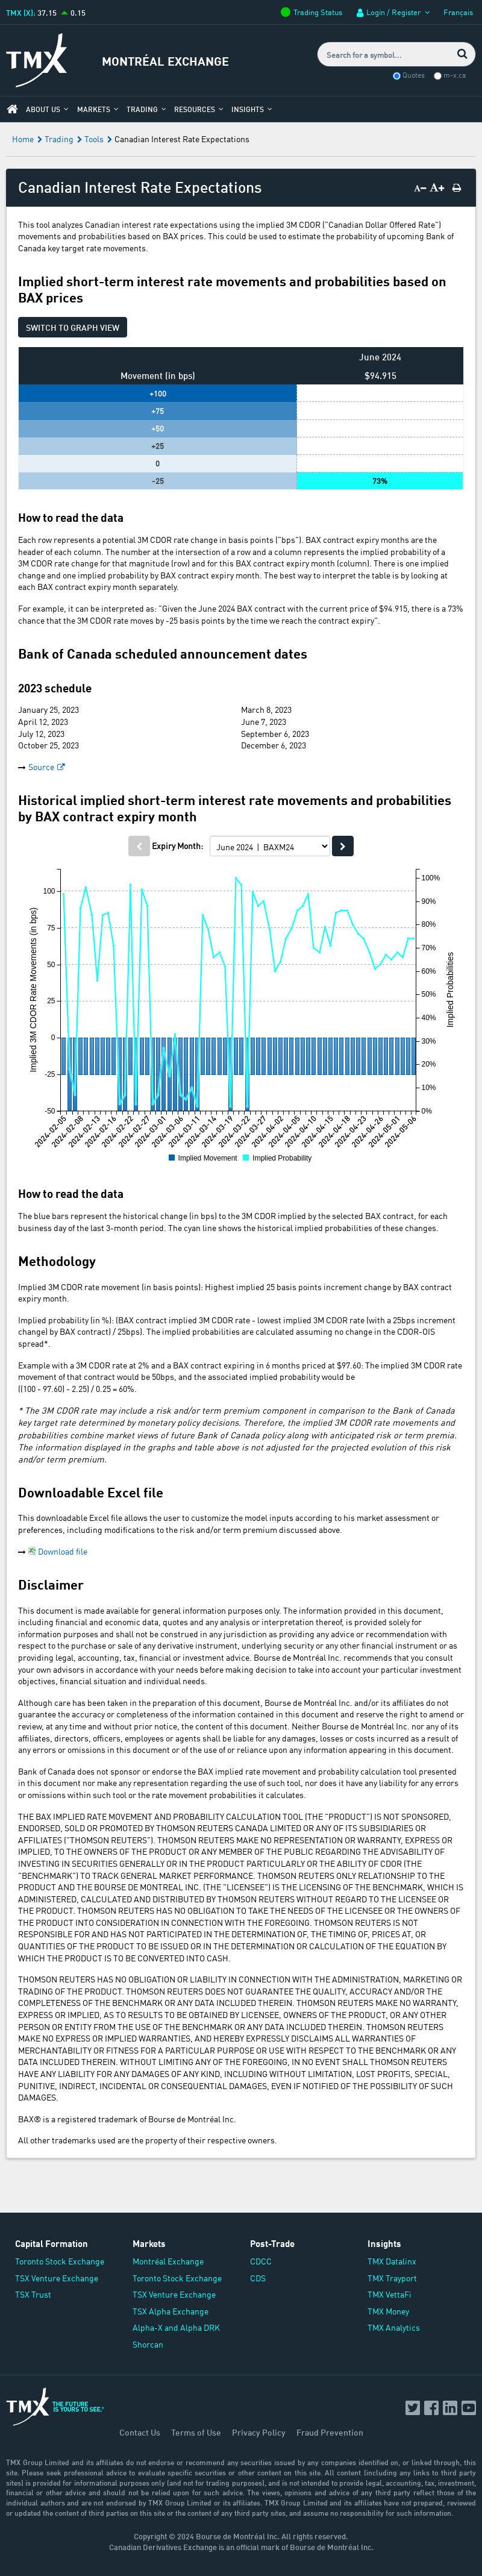 TMX (X): 37.15 0.15
Trading Status Login / Register Français
TMX
MONTRÉAL EXCHANGE
Search for a symbol...
Quotes m-x.ca
ABOUT US MARKETS TRADING RESOURCES INSIGHTS
Home Trading Tools Canadian Interest Rate Expectations
Canadian Interest Rate Expectations
A− A+
This tool analyzes Canadian interest rate expectations using the implied 3M CDOR ("Canadian Dollar Offered Rate")
movements and probabilities based on BAX prices. This could be used to estimate the probability of upcoming Bank of
Canada key target rate movements.
Implied short-term interest rate movements and probabilities based on
BAX prices
SWITCH TO GRAPH VIEW
June 2024
Movement (in bps) $94.915
+100
+75
+50
+25
0
-25 73%
How to read the data
Each row represents a potential 3M CDOR rate change in basis points ("bps"). BAX contract expiry months are the
header of each column. The number at the intersection of a row and a column represents the implied probability of a
3M CDOR rate change for that magnitude (row) and for this BAX contract expiry month (column). There is one implied
change and one implied probability by BAX contract expiry month. The best way to interpret the table is by looking at
each BAX contract expiry month separately.
For example, it can be interpreted as: "Given the June 2024 BAX contract with the current price of $94.915, there is a 73%
chance that the 3M CDOR rate moves by -25 basis points by the time we reach the contract expiry".
Bank of Canada scheduled announcement dates
2023 schedule
January 25, 2023 March 8, 2023
April 12, 2023 June 7, 2023
July 12, 2023 September 6, 2023
October 25, 2023 December 6, 2023
Source
Historical implied short-term interest rate movements and probabilities
by BAX contract expiry month
Expiry Month: June 2024 | BAXM24
Implied 3M CDOR Rate Movements (in bps)
100
75
50
25
0
-25
-50
100%
90%
80%
70%
60%
50%
40%
30%
20%
10%
0%
Implied Probabilities
2024-02-05
2024-02-08
2024-02-13
2024-02-16
2024-02-22
2024-02-27
2024-03-01
2024-03-06
2024-03-11
2024-03-14
2024-03-19
2024-03-22
2024-03-27
2024-04-02
2024-04-05
2024-04-10
2024-04-15
2024-04-18
2024-04-23
2024-04-26
2024-05-01
2024-05-06
Implied Movement Implied Probability
How to read the data
The blue bars represent the historical change (in bps) to the 3M CDOR implied by the selected BAX contract, for each
business day of the last 3-month period. The cyan line shows the historical implied probabilities of these changes.
Methodology
Implied 3M CDOR rate movement (in basis points): Highest implied 25 basis points increment change by BAX contract
expiry month.
Implied probability (in %): (BAX contract implied 3M CDOR rate - lowest implied 3M CDOR rate (with a 25bps increment
change) by BAX contract) / 25bps). The implied probabilities are calculated assuming no change in the CDOR-OIS
spread*.
Example with a 3M CDOR rate at 2% and a BAX contract expiring in 6 months priced at $97.60: The implied 3M CDOR rate
movement of that contract would be 50bps, and the associated implied probability would be
((100 - 97.60) - 2.25) / 0.25 = 60%.
* The 3M CDOR rate may include a risk and/or term premium component in comparison to the Bank of Canada
key target rate determined by monetary policy decisions. Therefore, the implied 3M CDOR rate movements and
probabilities combine market views of future Bank of Canada policy along with anticipated risk or term premia.
The information displayed in the graphs and table above is not adjusted for the projected evolution of this risk
and/or term premium.
Downloadable Excel file
This downloadable Excel file allows the user to customize the model inputs according to his market assessment or
preferences, including modifications to the risk and/or term premium discussed above.
Download file
Disclaimer
This document is made available for general information purposes only. The information provided in this document,
including financial and economic data, quotes and any analysis or interpretation thereof, is provided solely for
information purposes and shall not be construed in any jurisdiction as providing any advice or recommendation with
respect to the purchase or sale of any derivative instrument, underlying security or any other financial instrument or as
providing legal, accounting, tax, financial or investment advice. Bourse de Montréal Inc. recommends that you consult
your own advisors in accordance with your needs before making decision to take into account your particular investment
objectives, financial situation and individual needs.
Although care has been taken in the preparation of this document, Bourse de Montréal Inc. and/or its affiliates do not
guarantee the accuracy or completeness of the information contained in this document and reserve the right to amend or
review, at any time and without prior notice, the content of this document. Neither Bourse de Montréal Inc. nor any of its
affiliates, directors, officers, employees or agents shall be liable for any damages, losses or costs incurred as a result of
any errors or omissions in this document or of the use of or reliance upon any information appearing in this document.
Bank of Canada does not sponsor or endorse the BAX implied rate movement and probability calculation tool presented
in this webpage nor does it make any representation regarding the use of such tool, nor does it have any liability for any errors
or omissions within such tool or the rate movement probabilities it calculates.
THE BAX IMPLIED RATE MOVEMENT AND PROBABILITY CALCULATION TOOL (THE "PRODUCT") IS NOT SPONSORED,
ENDORSED, SOLD OR PROMOTED BY THOMSON REUTERS CANADA LIMITED OR ANY OF ITS SUBSIDIARIES OR
AFFILIATES ("THOMSON REUTERS"). THOMSON REUTERS MAKE NO REPRESENTATION OR WARRANTY, EXPRESS OR
IMPLIED, TO THE OWNERS OF THE PRODUCT OR ANY MEMBER OF THE PUBLIC REGARDING THE ADVISABILITY OF
INVESTING IN SECURITIES GENERALLY OR IN THE PRODUCT PARTICULARLY OR THE ABILITY OF CDOR (THE
"BENCHMARK") TO TRACK GENERAL MARKET PERFORMANCE. THOMSON REUTERS ONLY RELATIONSHIP TO THE
PRODUCT AND THE BOURSE DE MONTREAL INC. (THE "LICENSEE") IS THE LICENSING OF THE BENCHMARK, WHICH IS
ADMINISTERED, CALCULATED AND DISTRIBUTED BY THOMSON REUTERS WITHOUT REGARD TO THE LICENSEE OR
THE PRODUCT. THOMSON REUTERS HAS NO OBLIGATION TO TAKE THE NEEDS OF THE LICENSEE OR THE OWNERS OF
THE PRODUCT INTO CONSIDERATION IN CONNECTION WITH THE FOREGOING. THOMSON REUTERS IS NOT
RESPONSIBLE FOR AND HAS NOT PARTICIPATED IN THE DETERMINATION OF, THE TIMING OF, PRICES AT, OR
QUANTITIES OF THE PRODUCT TO BE ISSUED OR IN THE DETERMINATION OR CALCULATION OF THE EQUATION BY
WHICH THE PRODUCT IS TO BE CONVERTED INTO CASH.
THOMSON REUTERS HAS NO OBLIGATION OR LIABILITY IN CONNECTION WITH THE ADMINISTRATION, MARKETING OR
TRADING OF THE PRODUCT. THOMSON REUTERS DOES NOT GUARANTEE THE QUALITY, ACCURACY AND/OR THE
COMPLETENESS OF THE BENCHMARK OR ANY DATA INCLUDED THEREIN. THOMSON REUTERS MAKE NO WARRANTY,
EXPRESS OR IMPLIED, AS TO RESULTS TO BE OBTAINED BY LICENSEE, OWNERS OF THE PRODUCT, OR ANY OTHER
PERSON OR ENTITY FROM THE USE OF THE BENCHMARK OR ANY DATA INCLUDED THEREIN. THOMSON REUTERS
MAKE NO EXPRESS OR IMPLIED WARRANTIES, AND HEREBY EXPRESSLY DISCLAIMS ALL WARRANTIES OF
MERCHANTABILITY OR FITNESS FOR A PARTICULAR PURPOSE OR USE WITH RESPECT TO THE BENCHMARK OR ANY
DATA INCLUDED THEREIN. WITHOUT LIMITING ANY OF THE FOREGOING, IN NO EVENT SHALL THOMSON REUTERS
HAVE ANY LIABILITY FOR ANY DAMAGES OF ANY KIND, INCLUDING WITHOUT LIMITATION, LOST PROFITS, SPECIAL,
PUNITIVE, INDIRECT, INCIDENTAL OR CONSEQUENTIAL DAMAGES, EVEN IF NOTIFIED OF THE POSSIBILITY OF SUCH
DAMAGES.
BAX® is a registered trademark of Bourse de Montréal Inc.
All other trademarks used are the property of their respective owners.
Capital Formation Markets Post-Trade Insights
Toronto Stock Exchange Montréal Exchange CDCC TMX Datalinx
TSX Venture Exchange Toronto Stock Exchange CDS TMX Trayport
TSX Trust TSX Venture Exchange TMX VettaFi
TSX Alpha Exchange TMX Money
Alpha-X and Alpha DRK TMX Analytics
Shorcan
TMX THE FUTURE IS YOURS TO SEE.®
Contact Us Terms of Use Privacy Policy Fraud Prevention
TMX Group Limited and its affiliates do not endorse or recommend any securities issued by any companies identified on, or linked through, this
site. Please seek professional advice to evaluate specific securities or other content on this site. All content (including any links to third party
sites) is provided for informational purposes only (and not for trading purposes), and is not intended to provide legal, accounting, tax, investment,
financial or other advice and should not be relied upon for such advice. The views, opinions and advice of any third party reflect those of the
individual authors and are not endorsed by TMX Group Limited or its affiliates. TMX Group Limited and its affiliates have not prepared, reviewed
or updated the content of third parties on this site or the content of any third party sites, and assume no responsibility for such information.
Copyright © 2024 Bourse de Montréal Inc. All rights reserved.
Canadian Derivatives Exchange is an official mark of Bourse de Montréal Inc.